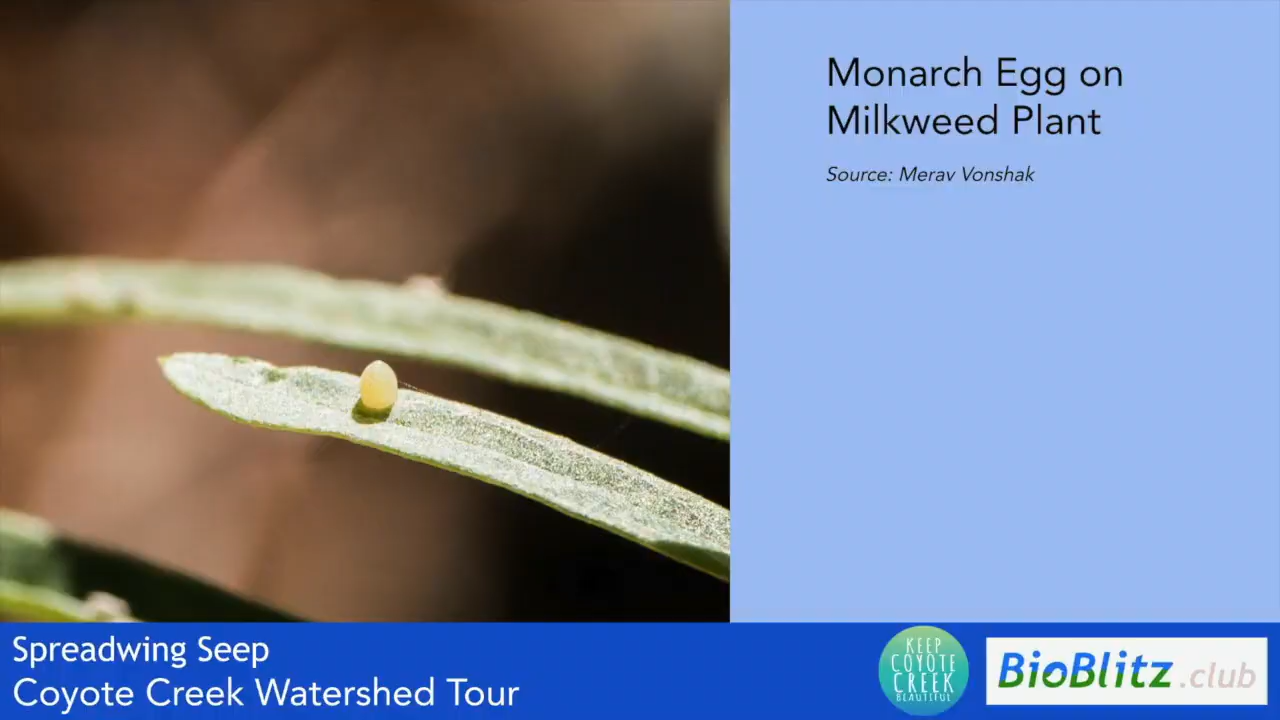 Monarch Egg on
Milkweed Plant
Source: Merav Vonshak
Spreadwing Seep
Coyote Creek Watershed Tour
KEEP
COYOTE
CREEK
BEAUTIFUL
BioBlitz.club